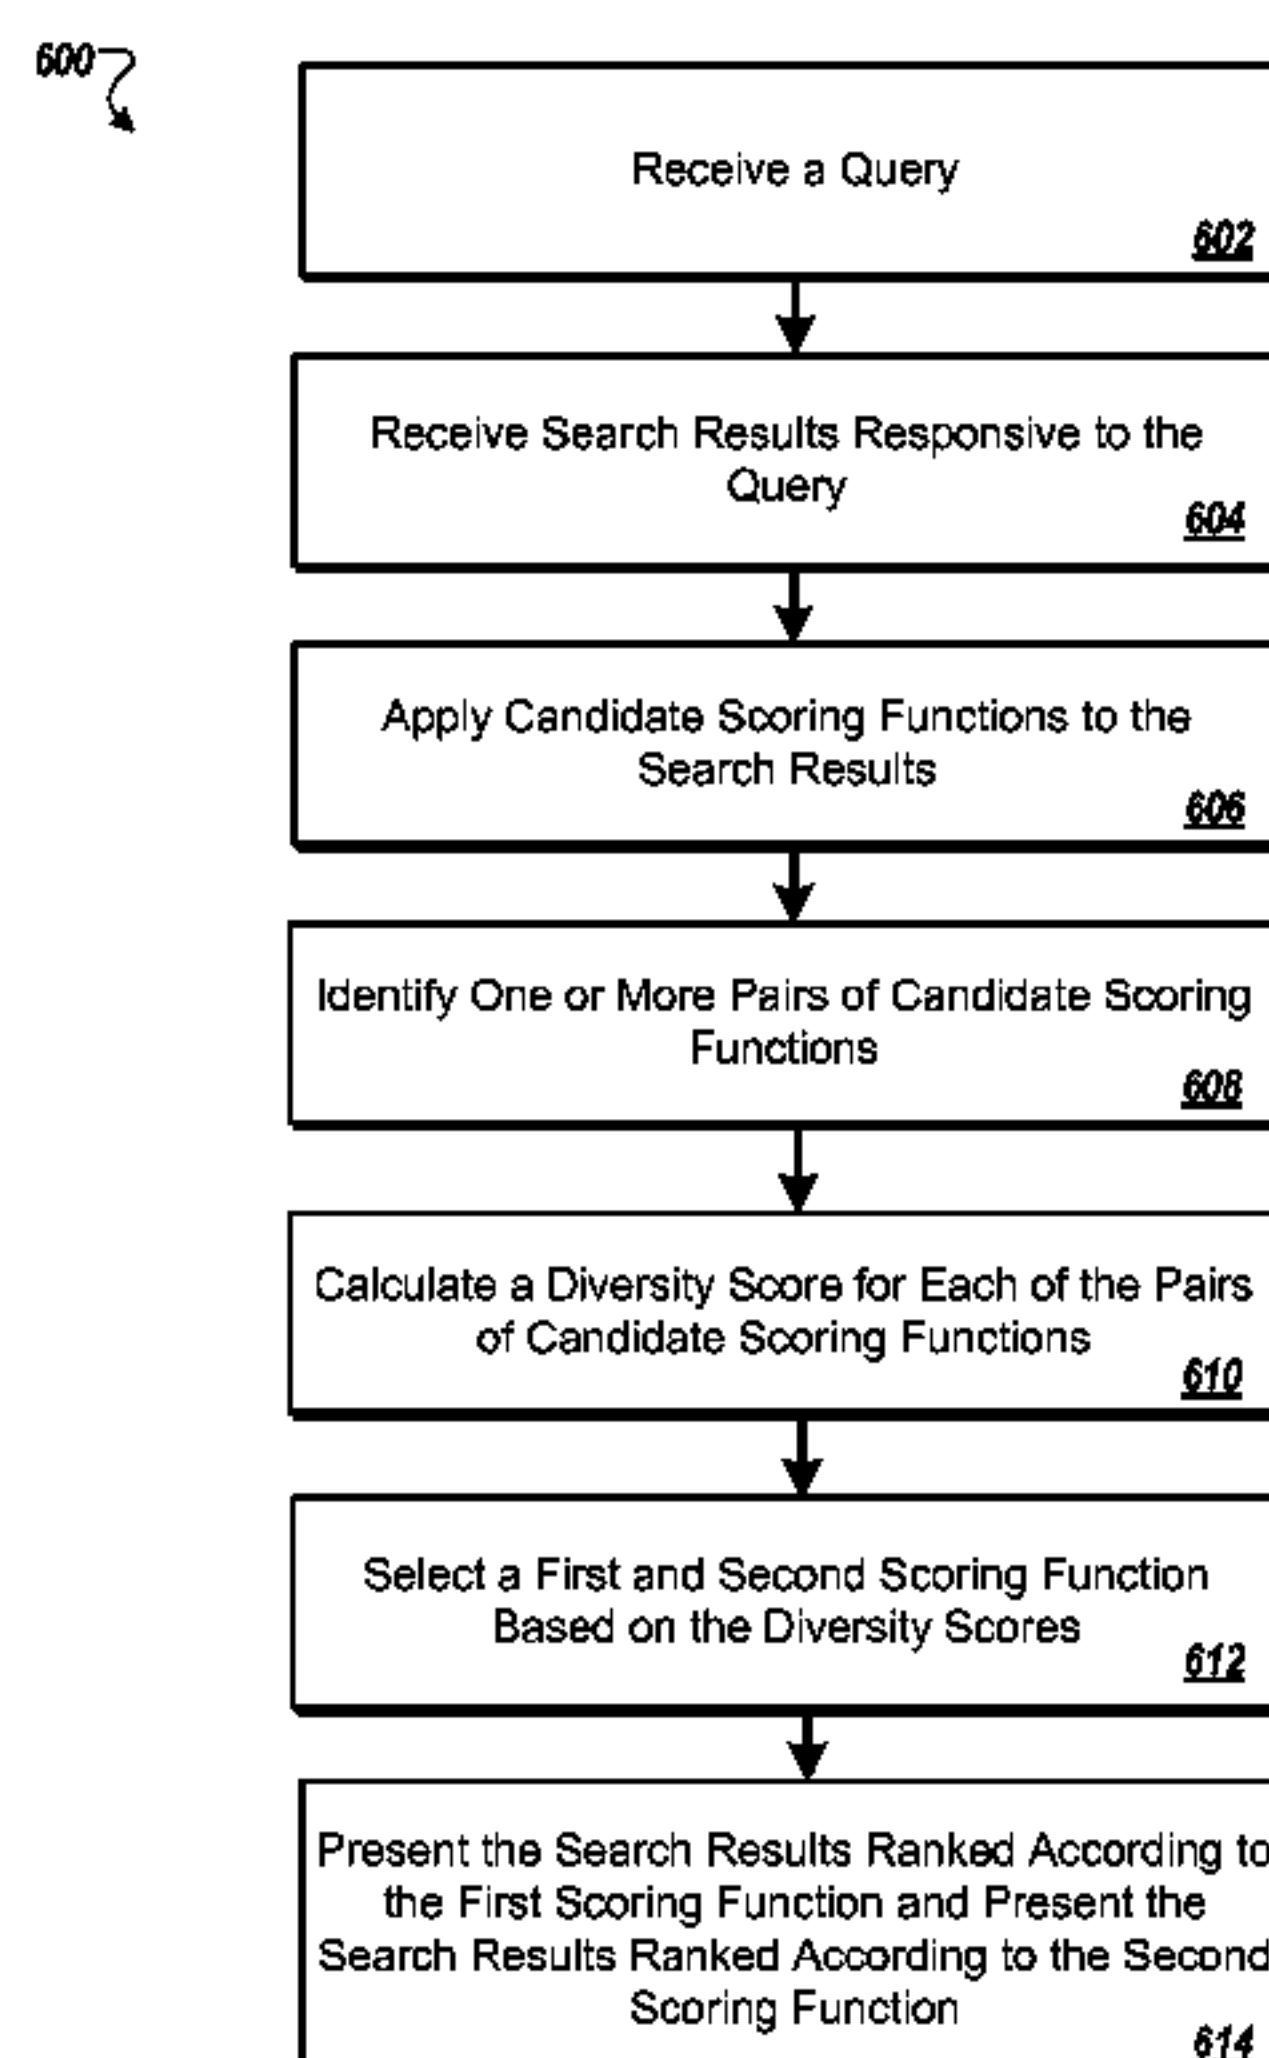 600
Receive a Query
602
Receive Search Results Responsive to the
Query
604
Apply Candidate Scoring Functions to the
Search Results
606
Identify One or More Pairs of Candidate Scoring
Functions
608
Calculate a Diversity Score for Each of the Pairs
of Candidate Scoring Functions
610
Select a First and Second Scoring Function
Based on the Diversity Scores
612
Present the Search Results Ranked According to
the First Scoring Function and Present the
Search Results Ranked According to the Second
Scoring Function
614